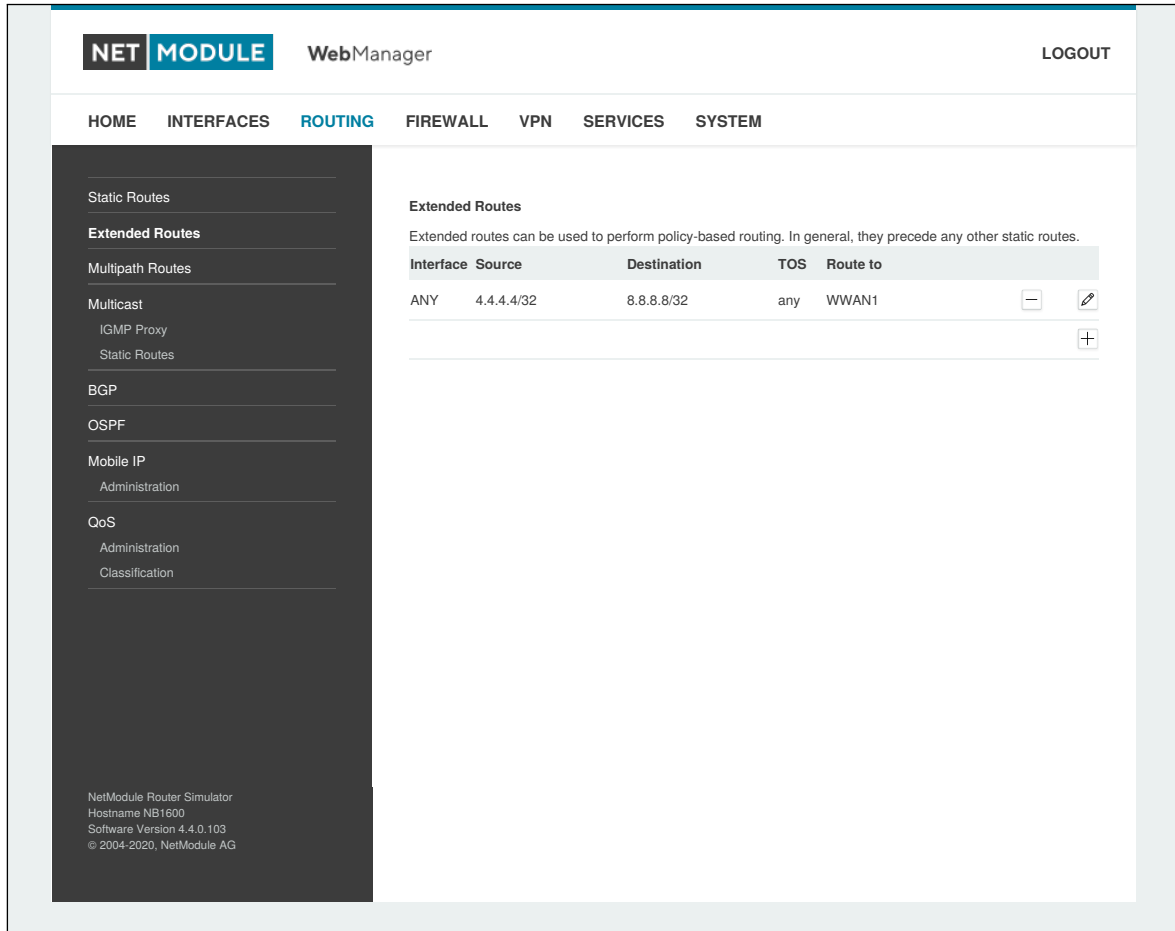 NET MODULE WebManager LOGOUT
HOME INTERFACES ROUTING FIREWALL VPN SERVICES SYSTEM
Static Routes
Extended Routes
Multipath Routes
Multicast
IGMP Proxy
Static Routes
BGP
OSPF
Mobile IP
Administration
QoS
Administration
Classification
NetModule Router Simulator
Hostname NB1600
Software Version 4.4.0.103
© 2004-2020, NetModule AG
Extended Routes
Extended routes can be used to perform policy-based routing. In general, they precede any other static routes.
Interface Source Destination TOS Route to
ANY 4.4.4.4/32 8.8.8.8/32 any WWAN1